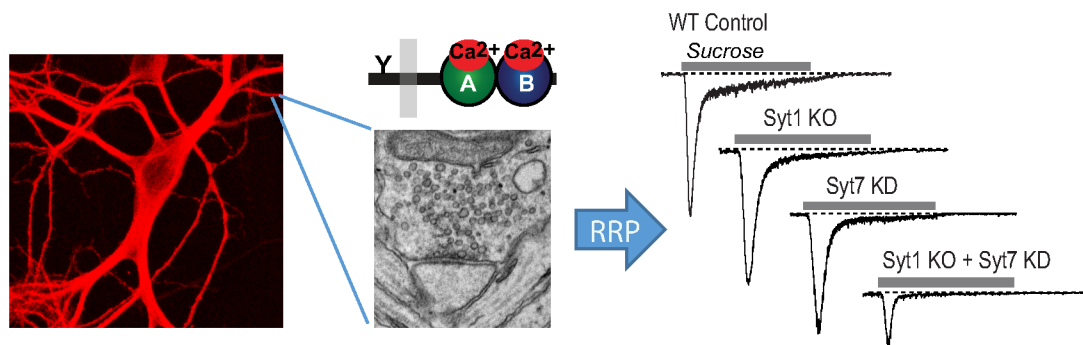 Y
Ca2+ Ca2+
A B
RRP
WT Control
Sucrose
Syt1 KO
Syt7 KD
Syt1 KO + Syt7 KD